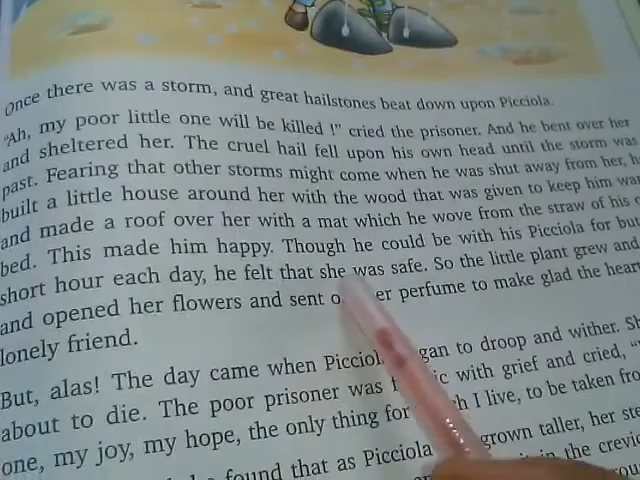 Once there was a storm, and great hailstones beat down upon Picciola.
"Ah, my poor little one will be killed !" cried the prisoner. And he bent over her
and sheltered her. The cruel hail fell upon his own head until the storm was
past. Fearing that other storms might come when he was shut away from her,
built a little house around her with the wood that was given to keep him
and made a roof over her with a mat which he wove from the straw of his
bed. This made him happy. Though he could be with his Picciola for but
short hour each day, he felt that she was safe. So the little plant grew and
and opened her flowers and sent perfume to make glad the
lonely friend.
But, alas! The day came when to droop and wither.
about to die. The poor prisoner was with grief and cried,
one, my joy, my hope, the only thing for I live, to be taken
found that as Picciola grown taller, her
in the